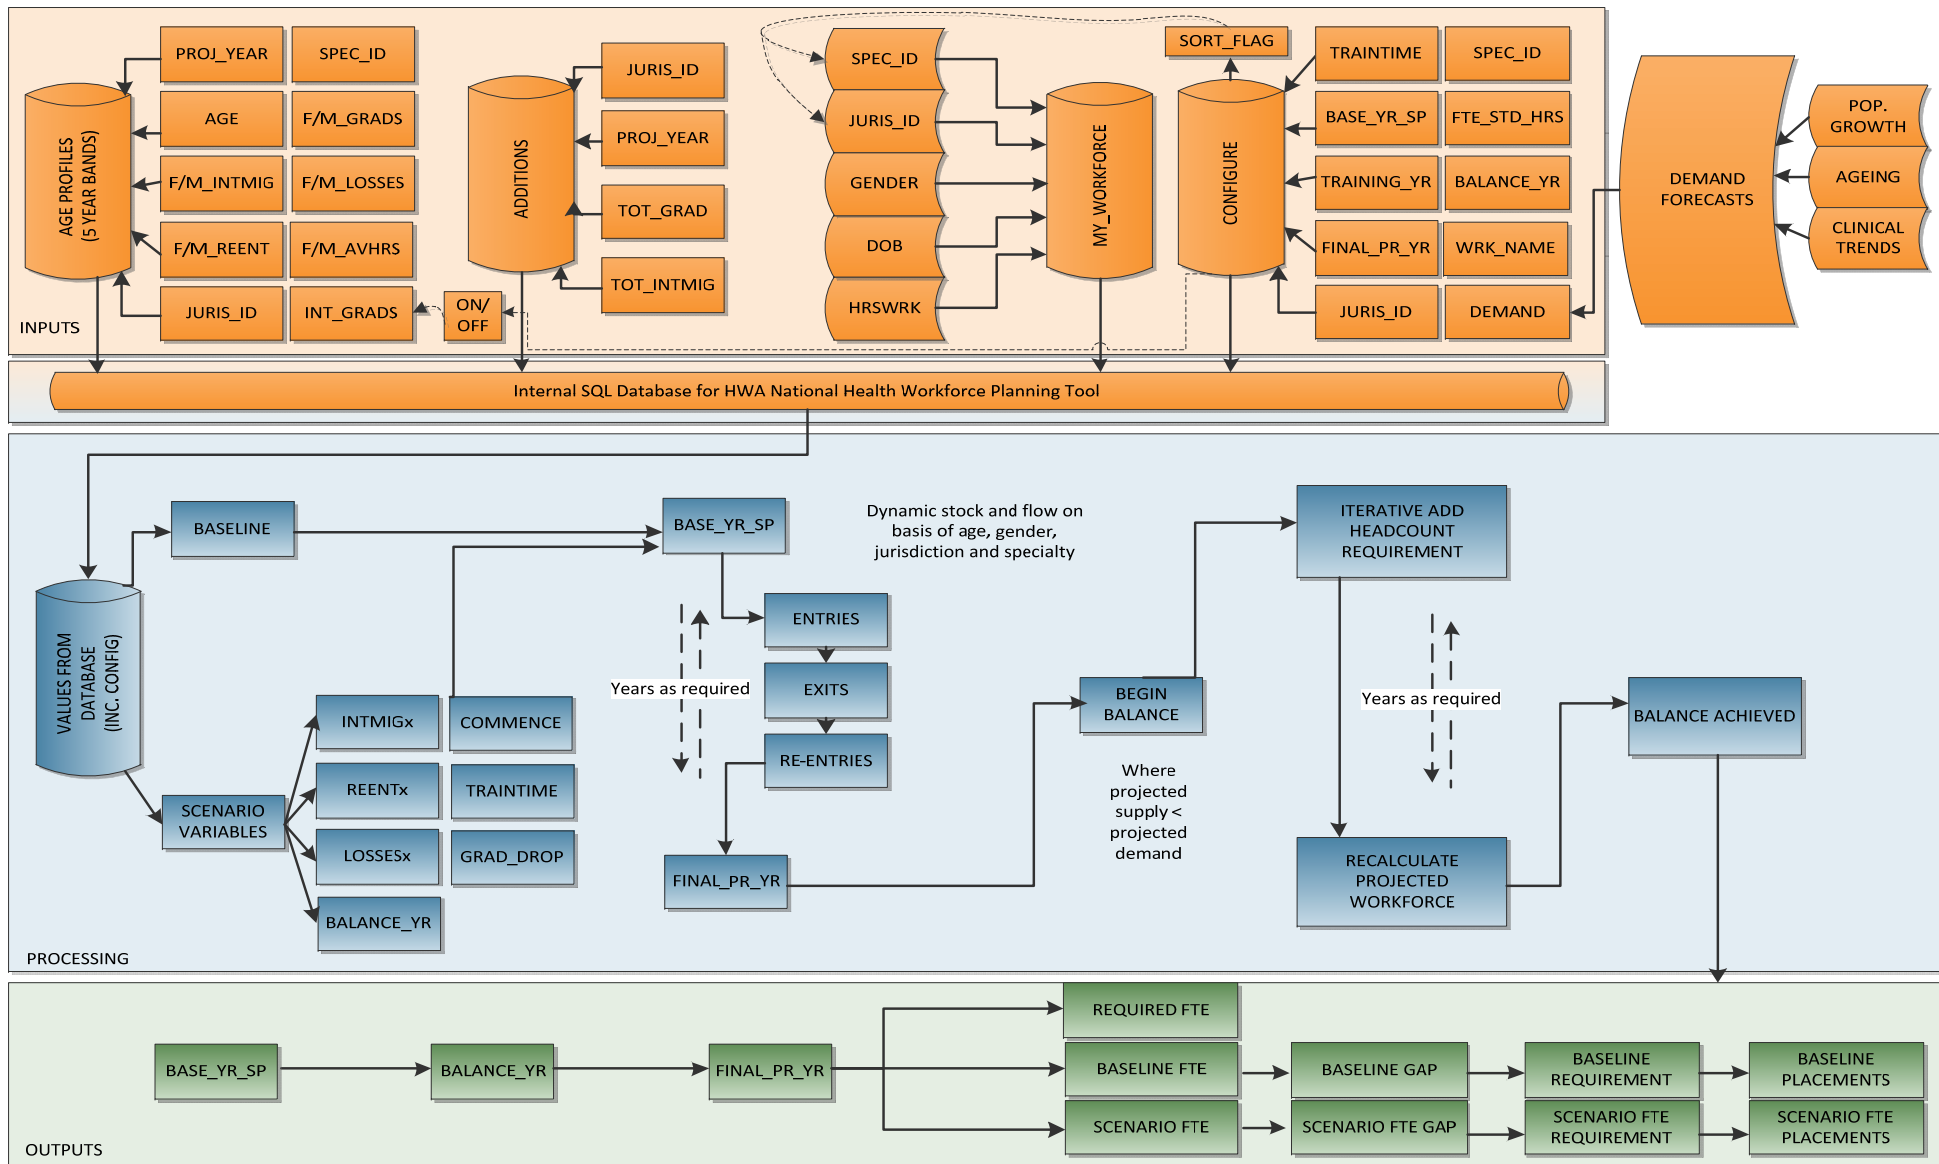 PROJ_YEAR
SPEC_ID
AGE
F/M_GRADS
F/M_INTMIG
F/M_LOSSES
F/M_REENT
F/M_AVHRS
JURIS_ID
INT_GRADS
AGE PROFILES
(5 YEAR BANDS)
INPUTS
ON/
OFF
ADDITIONS
JURIS_ID
PROJ_YEAR
TOT_GRAD
TOT_INTMIG
SPEC_ID
JURIS_ID
GENDER
DOB
HRSWRK
MY_WORKFORCE
SORT_FLAG
CONFIGURE
TRAINTIME
SPEC_ID
BASE_YR_SP
FTE_STD_HRS
TRAINING_YR
BALANCE_YR
FINAL_PR_YR
WRK_NAME
JURIS_ID
DEMAND
DEMAND
FORECASTS
POP.
GROWTH
AGEING
CLINICAL
TRENDS
Internal SQL Database for HWA National Health Workforce Planning Tool
BASELINE
VALUES FROM
DATABASE
(INC. CONFIG)
SCENARIO
VARIABLES
INTMIGx
COMMENCE
REENTx
TRAINTIME
LOSSESx
GRAD_DROP
BALANCE_YR
PROCESSING
BASE_YR_SP
Dynamic stock and flow on
basis of age, gender,
jurisdiction and specialty
ENTRIES
Years as required
EXITS
RE-ENTRIES
FINAL_PR_YR
BEGIN
BALANCE
Where
projected
supply <
projected
demand
ITERATIVE ADD
HEADCOUNT
REQUIREMENT
Years as required
RECALCULATE
PROJECTED
WORKFORCE
BALANCE ACHIEVED
BASE_YR_SP
BALANCE_YR
FINAL_PR_YR
REQUIRED FTE
BASELINE FTE
BASELINE GAP
BASELINE
REQUIREMENT
BASELINE
PLACEMENTS
SCENARIO FTE
SCENARIO FTE GAP
SCENARIO FTE
REQUIREMENT
SCENARIO FTE
PLACEMENTS
OUTPUTS